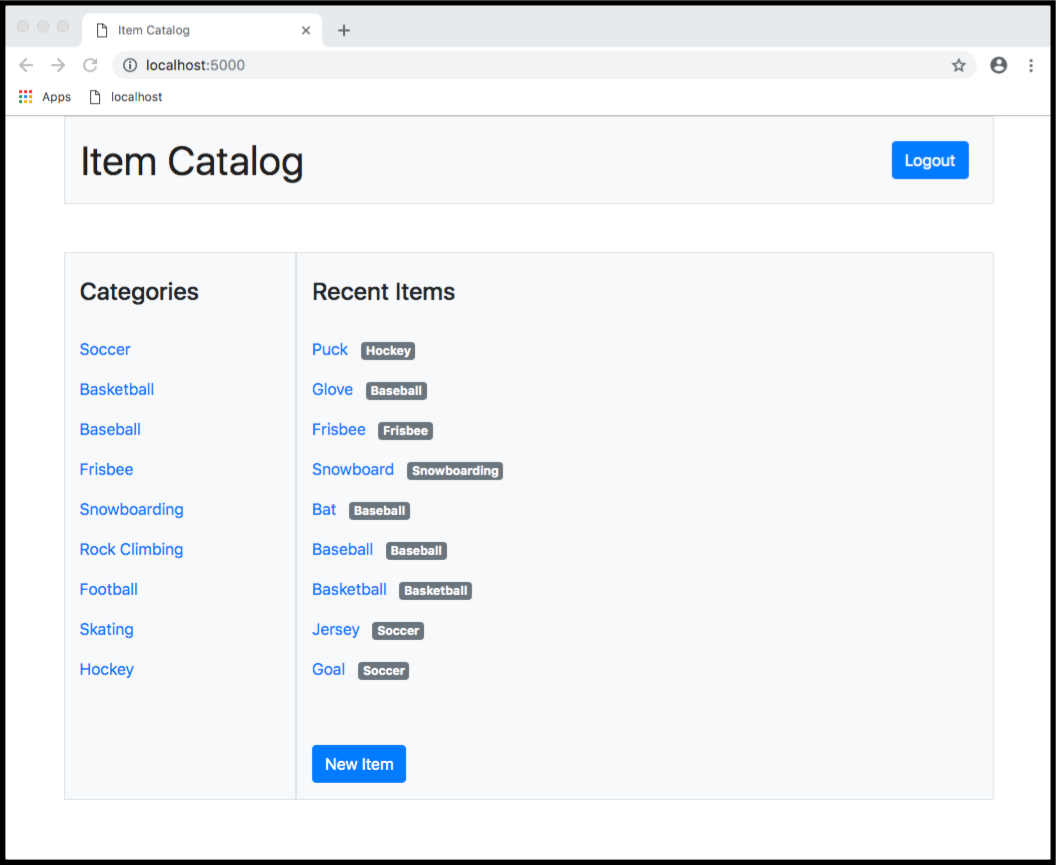 Item Catalog
localhost:5000
Apps localhost
Item Catalog Logout
Categories
Soccer
Basketball
Baseball
Frisbee
Snowboarding
Rock Climbing
Football
Skating
Hockey
Recent Items
Puck Hockey
Glove Baseball
Frisbee Frisbee
Snowboard Snowboarding
Bat Baseball
Baseball Baseball
Basketball Basketball
Jersey Soccer
Goal Soccer
New Item